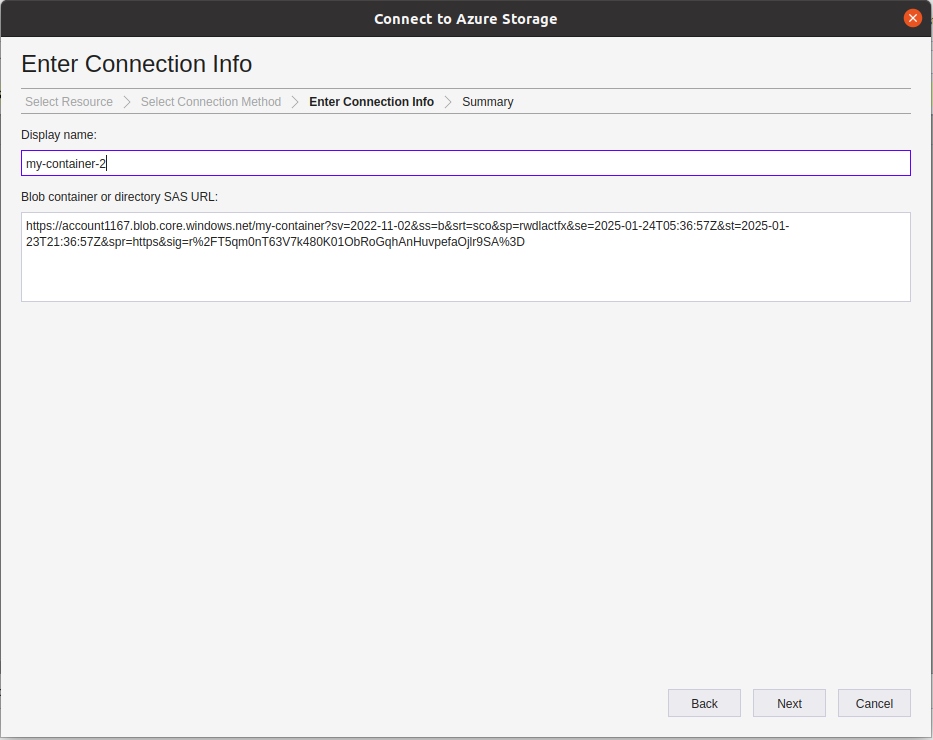 Connect to Azure Storage
Enter Connection Info
Select Resource
Select Connection Method
Enter Connection Info
Summary
Display name:
my-container-2
Blob container or directory SAS URL:
https://account1167.blob.core.windows.net/my-container?sv=2022-11-02&ss=b&srt=sco&sp=rwdlactfx&se=2025-01-24T05:36:57Z&st=2025-01-
23T21:36:57Z&spr=https&sig=r%2FT5qm0nT63V7k480K01ObRoGqhAnHuvpefaOjlr9SA%3D
Back
Next
Cancel